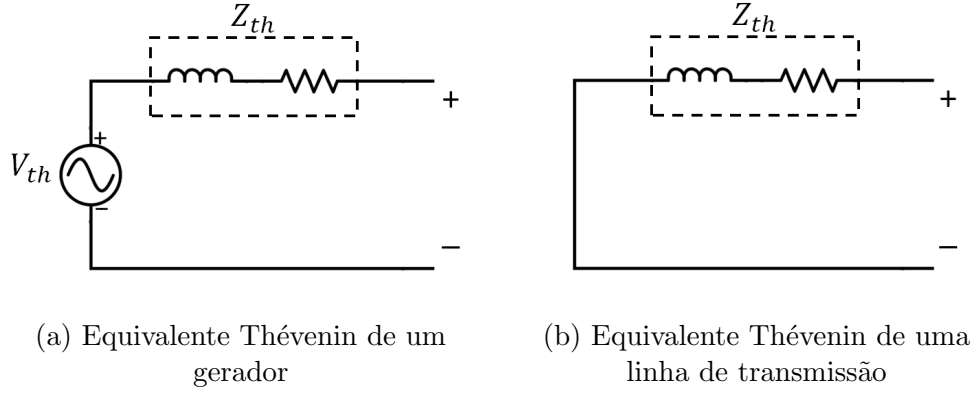 Z_th
Z_th
+
+
+
V_th
−
−
−
(a) Equivalente Thévenin de um
gerador
(b) Equivalente Thévenin de uma
linha de transmissão